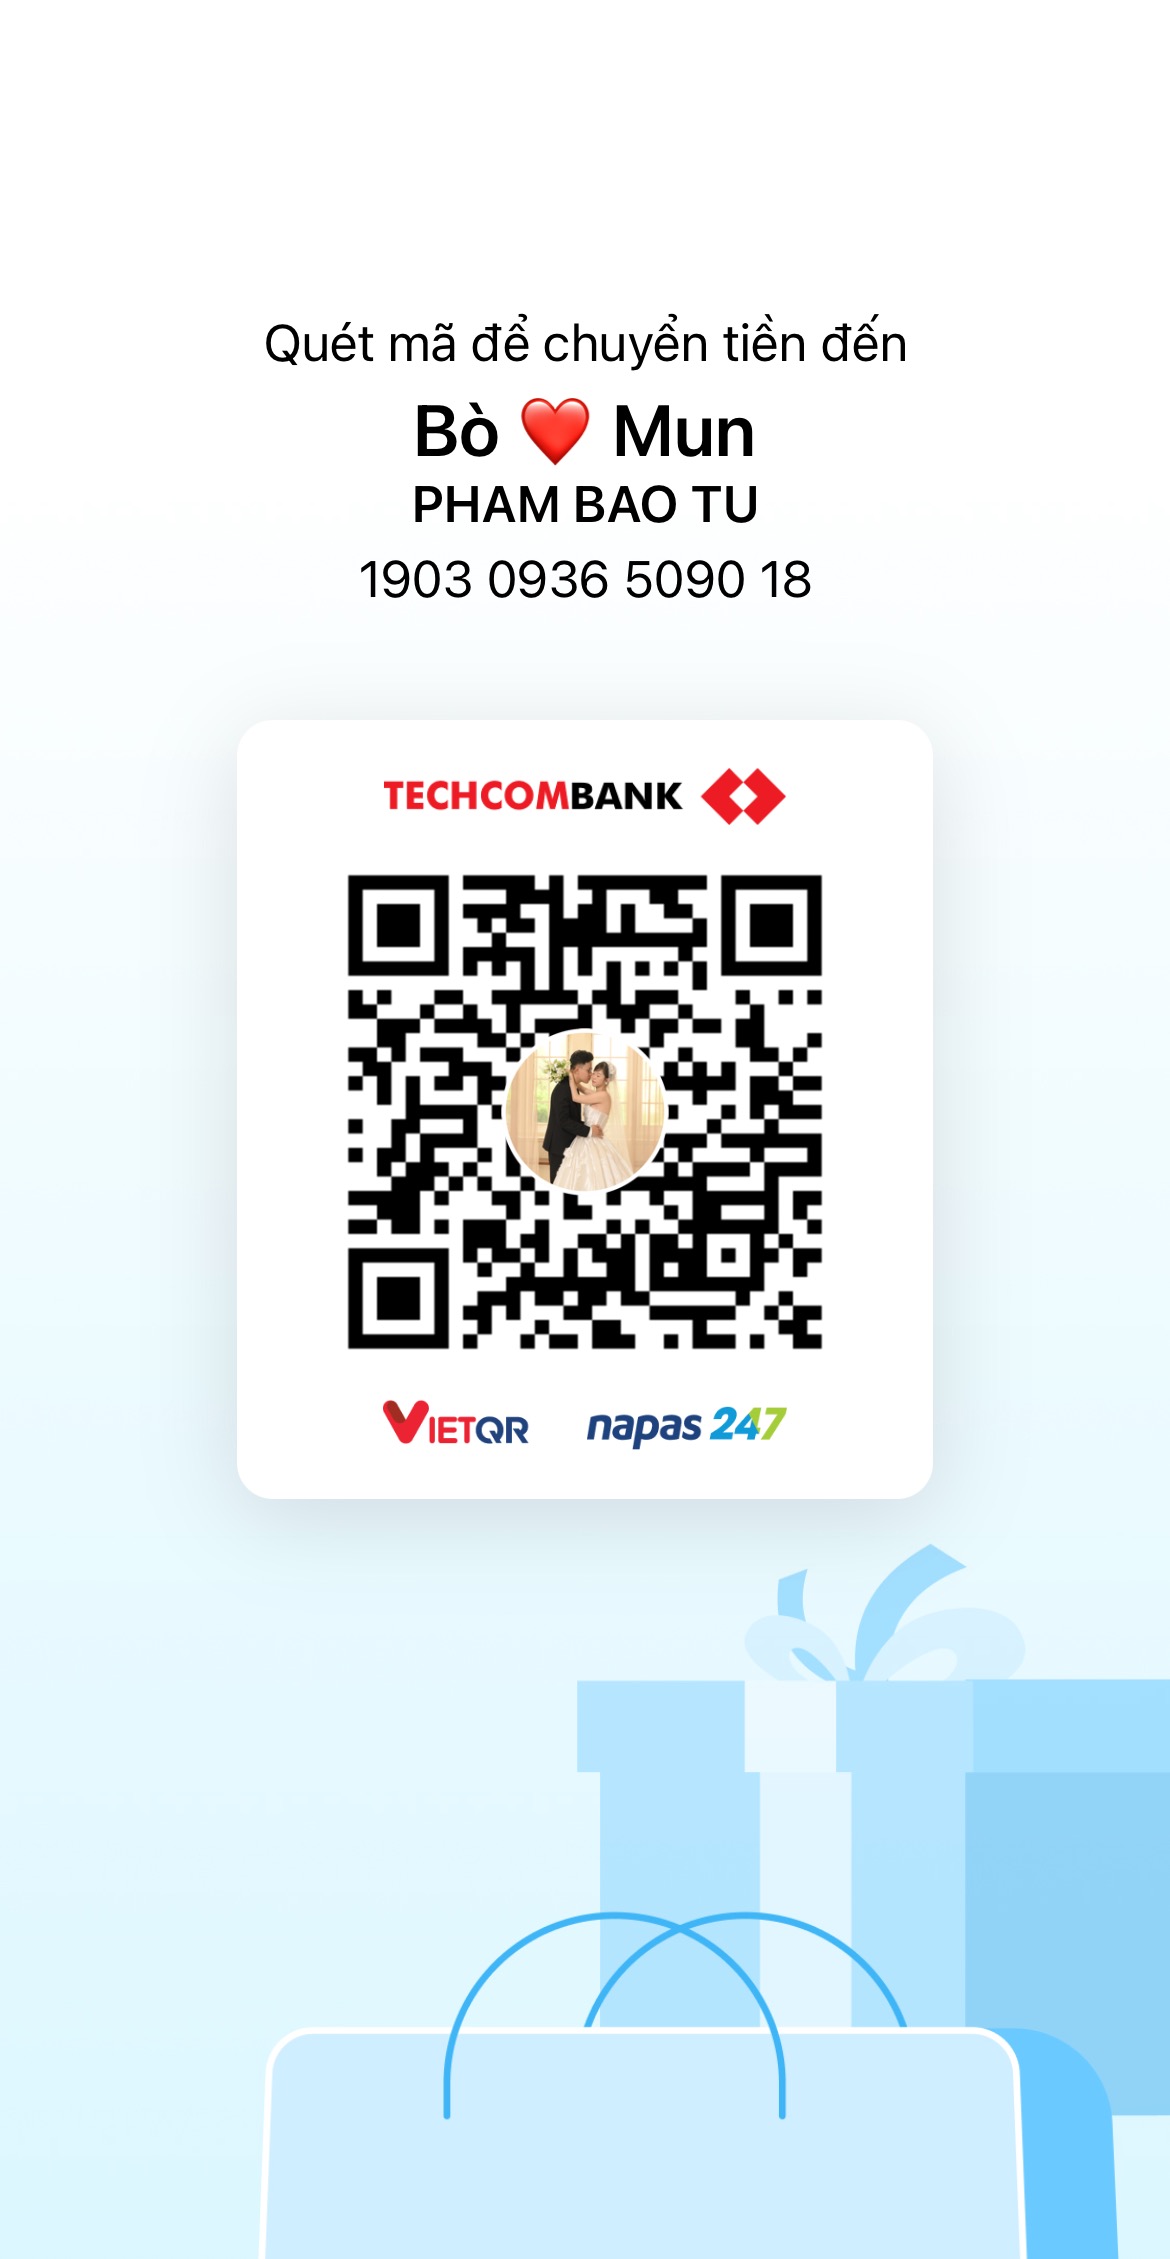 Quét mã để chuyển tiền đến
Bò ❤️ Mun
PHAM BAO TU
1903 0936 5090 18
TECHCOMBANK
VIETQR napas 247